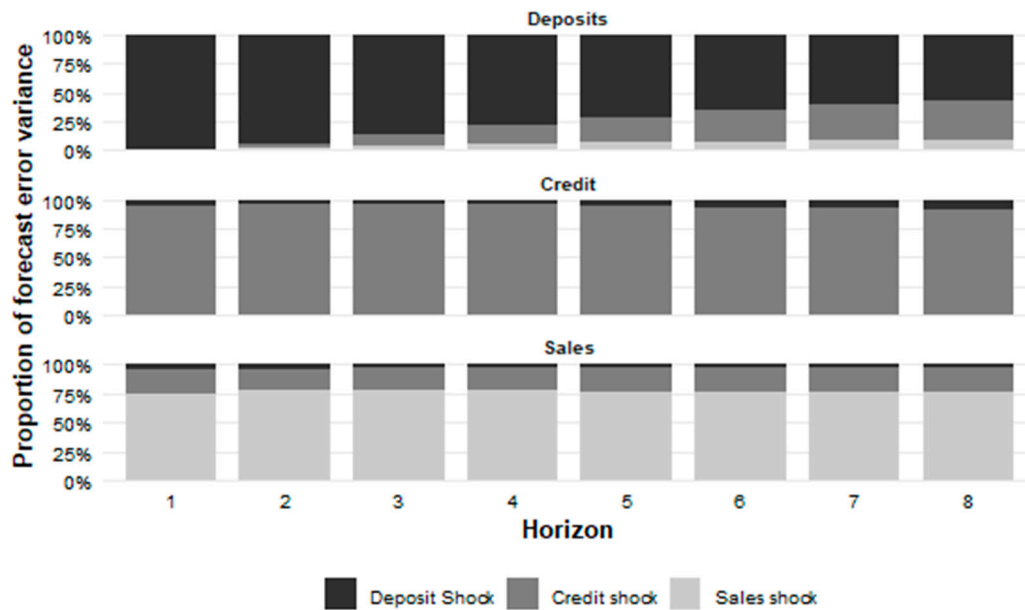 Deposits
100%
75%
50%
25%
0%
Credit
100%
75%
50%
25%
0%
Sales
100%
75%
50%
25%
0%
Proportion of forecast error variance
1 2 3 4 5 6 7 8
Horizon
Deposit Shock Credit shock Sales shock